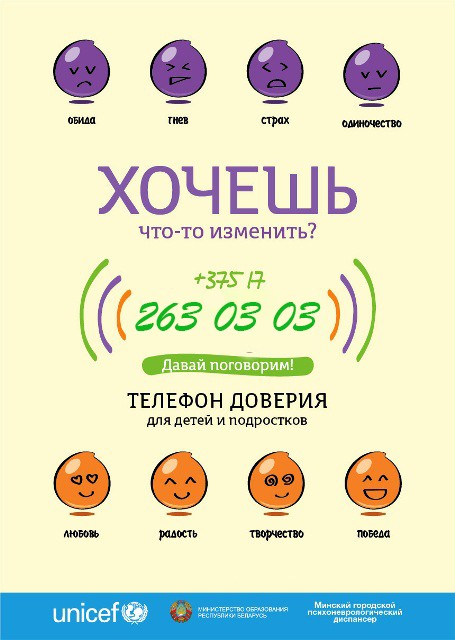 обида гнев страх одиночество
ХОЧЕШЬ
что-то изменить?
+375 17
263 03 03
Давай поговорим!
ТЕЛЕФОН ДОВЕРИЯ
для детей и подростков
любовь радость творчество победа
unicef
МИНИСТЕРСТВО ОБРАЗОВАНИЯ
РЕСПУБЛИКИ БЕЛАРУСЬ
Минский городской
психоневрологический
диспансер